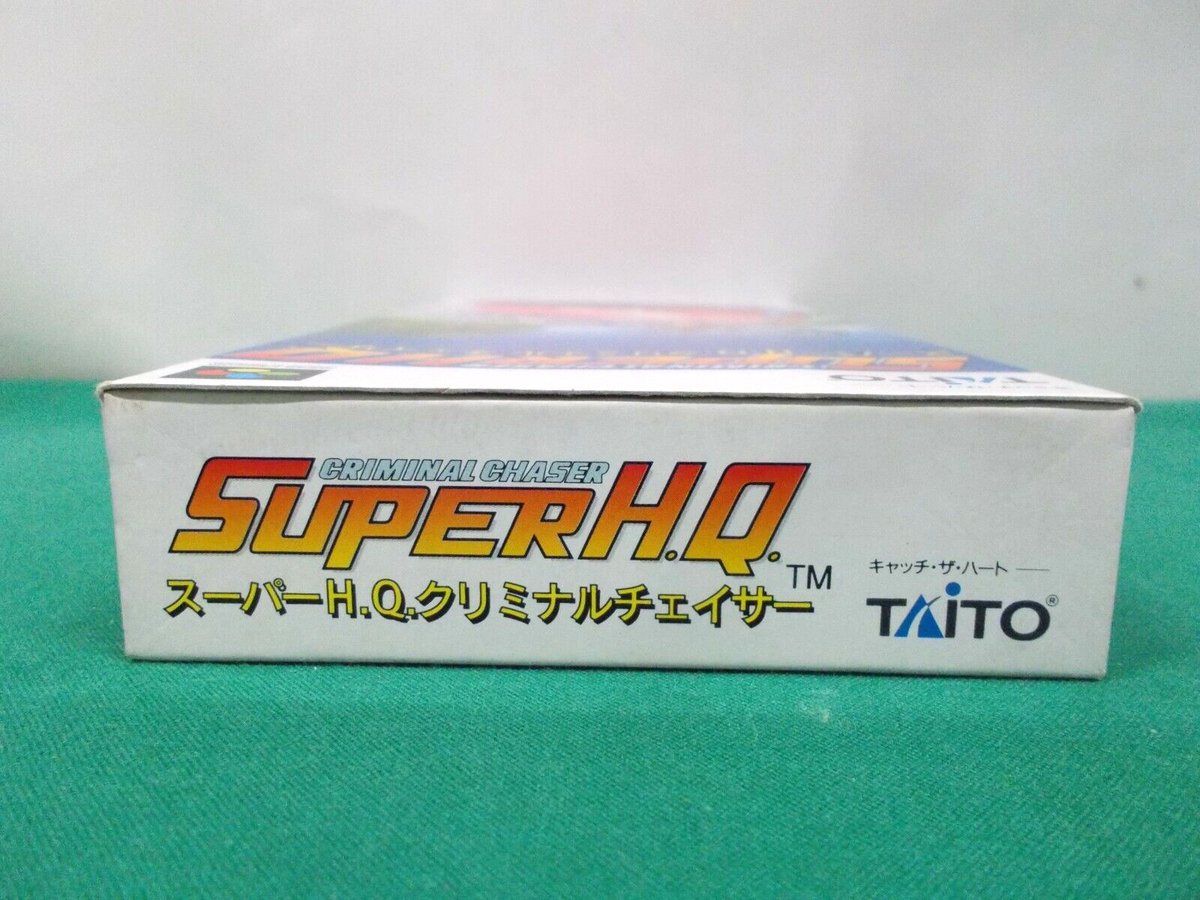 CRIMINAL CHASER
SUPER H.Q.
TM
スーパーH.Q.クリミナルチェイサー
キャッチ・ザ・ハート
TAITO®
TAITO